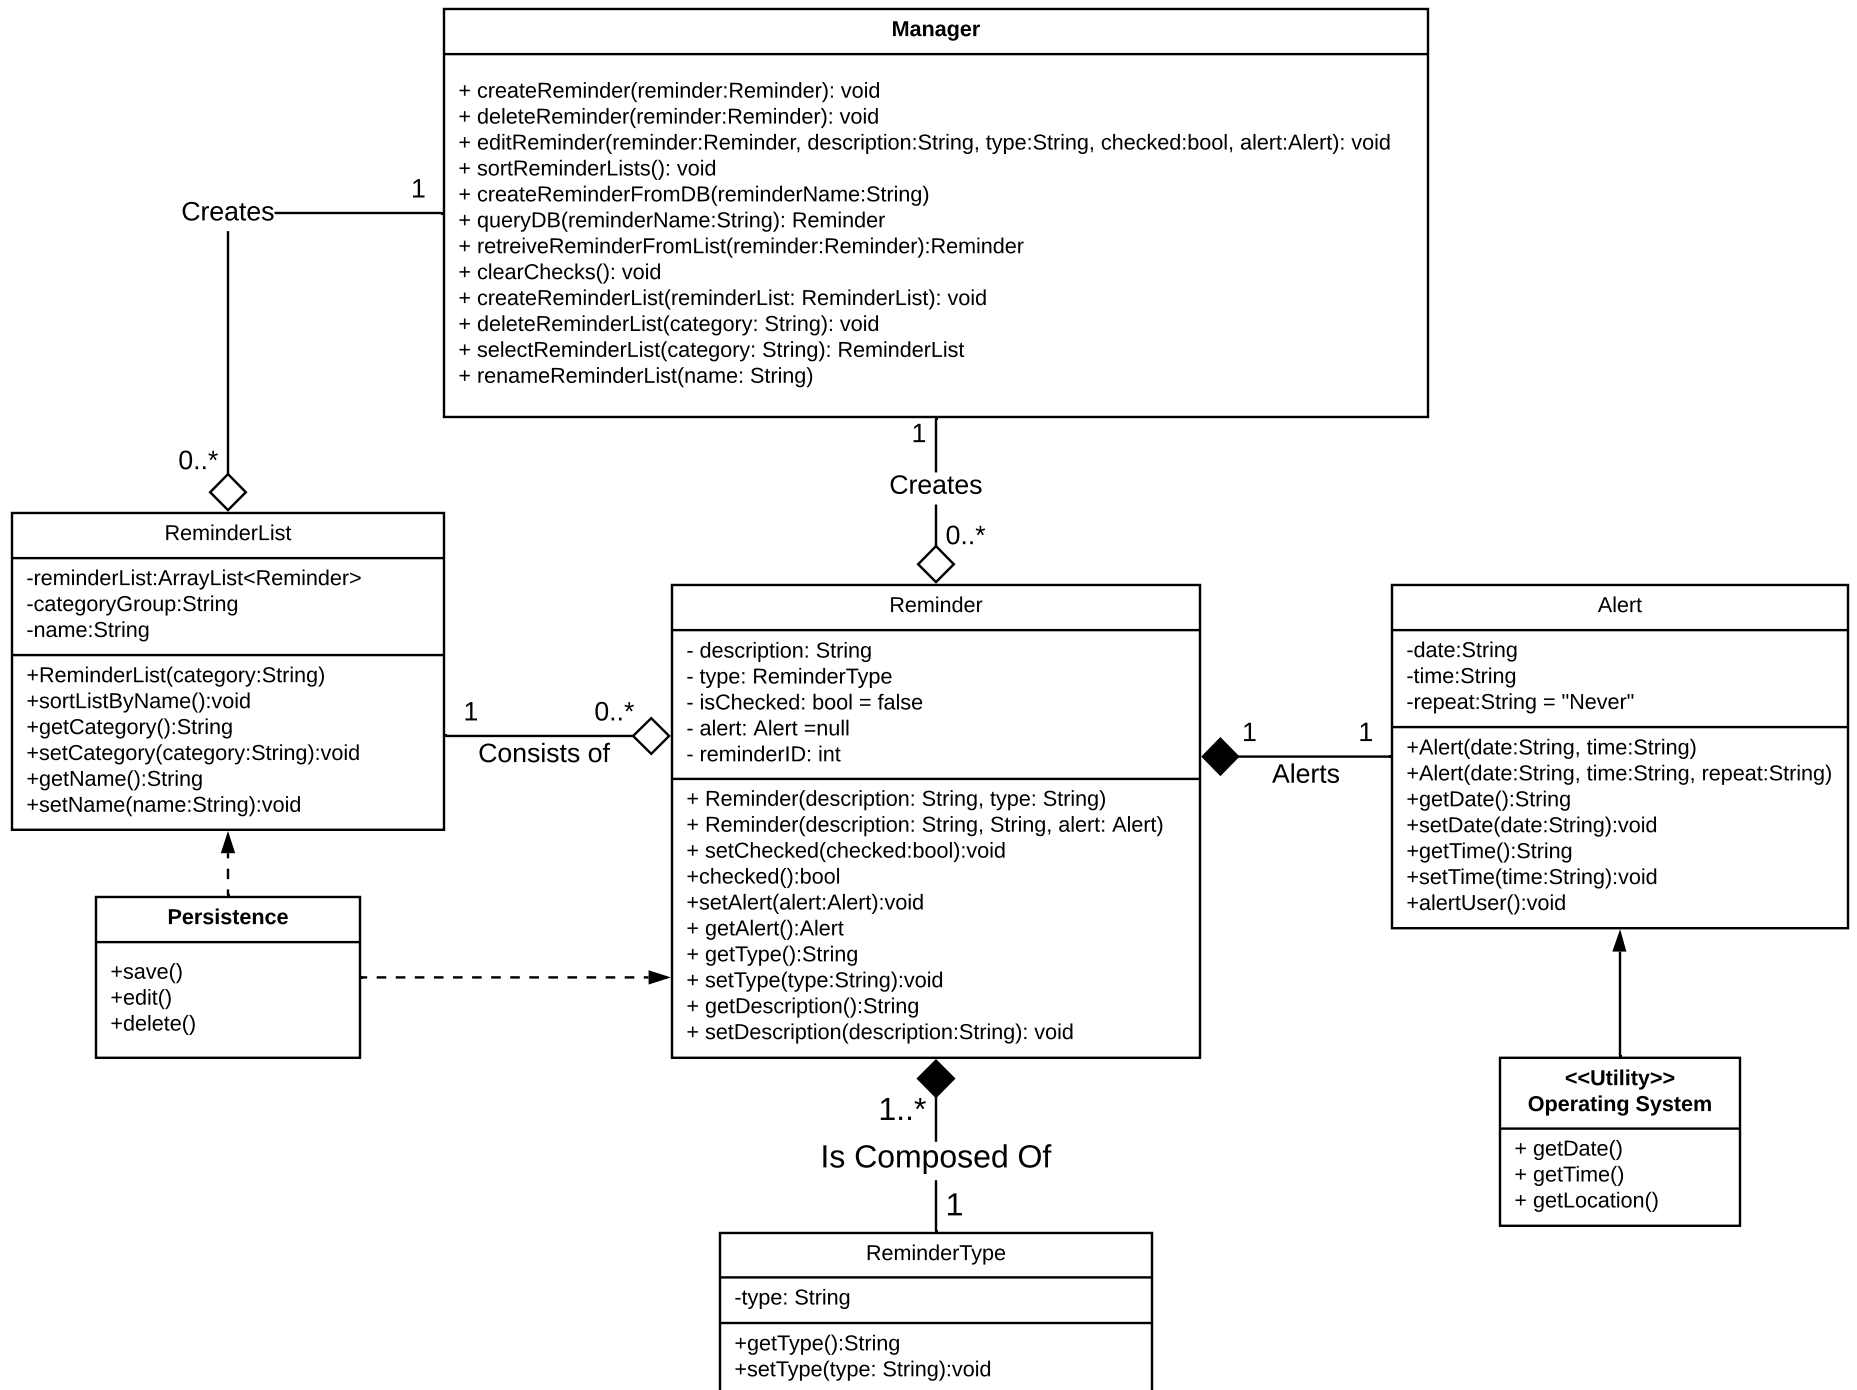 Manager
+ createReminder(reminder:Reminder): void
+ deleteReminder(reminder:Reminder): void
+ editReminder(reminder:Reminder, description:String, type:String, checked:bool, alert:Alert): void
+ sortReminderLists(): void
+ createReminderFromDB(reminderName:String)
+ queryDB(reminderName:String): Reminder
+ retreiveReminderFromList(reminder:Reminder):Reminder
+ clearChecks(): void
+ createReminderList(reminderList: ReminderList): void
+ deleteReminderList(category: String): void
+ selectReminderList(category: String): ReminderList
+ renameReminderList(name: String)
1
Creates
0..*
1
Creates
0..*
ReminderList
-reminderList:ArrayList<Reminder>
-categoryGroup:String
-name:String
+ReminderList(category:String)
+sortListByName():void
+getCategory():String
+setCategory(category:String):void
+getName():String
+setName(name:String):void
1
0..*
Consists of
Reminder
- description: String
- type: ReminderType
- isChecked: bool = false
- alert: Alert =null
- reminderID: int
+ Reminder(description: String, type: String)
+ Reminder(description: String, String, alert: Alert)
+ setChecked(checked:bool):void
+checked():bool
+setAlert(alert:Alert):void
+ getAlert():Alert
+ getType():String
+ setType(type:String):void
+ getDescription():String
+ setDescription(description:String): void
1
1
Alerts
Alert
-date:String
-time:String
-repeat:String = "Never"
+Alert(date:String, time:String)
+Alert(date:String, time:String, repeat:String)
+getDate():String
+setDate(date:String):void
+getTime():String
+setTime(time:String):void
+alertUser():void
Persistence
+save()
+edit()
+delete()
<<Utility>>
Operating System
+ getDate()
+ getTime()
+ getLocation()
1..*
Is Composed Of
1
ReminderType
-type: String
+getType():String
+setType(type: String):void